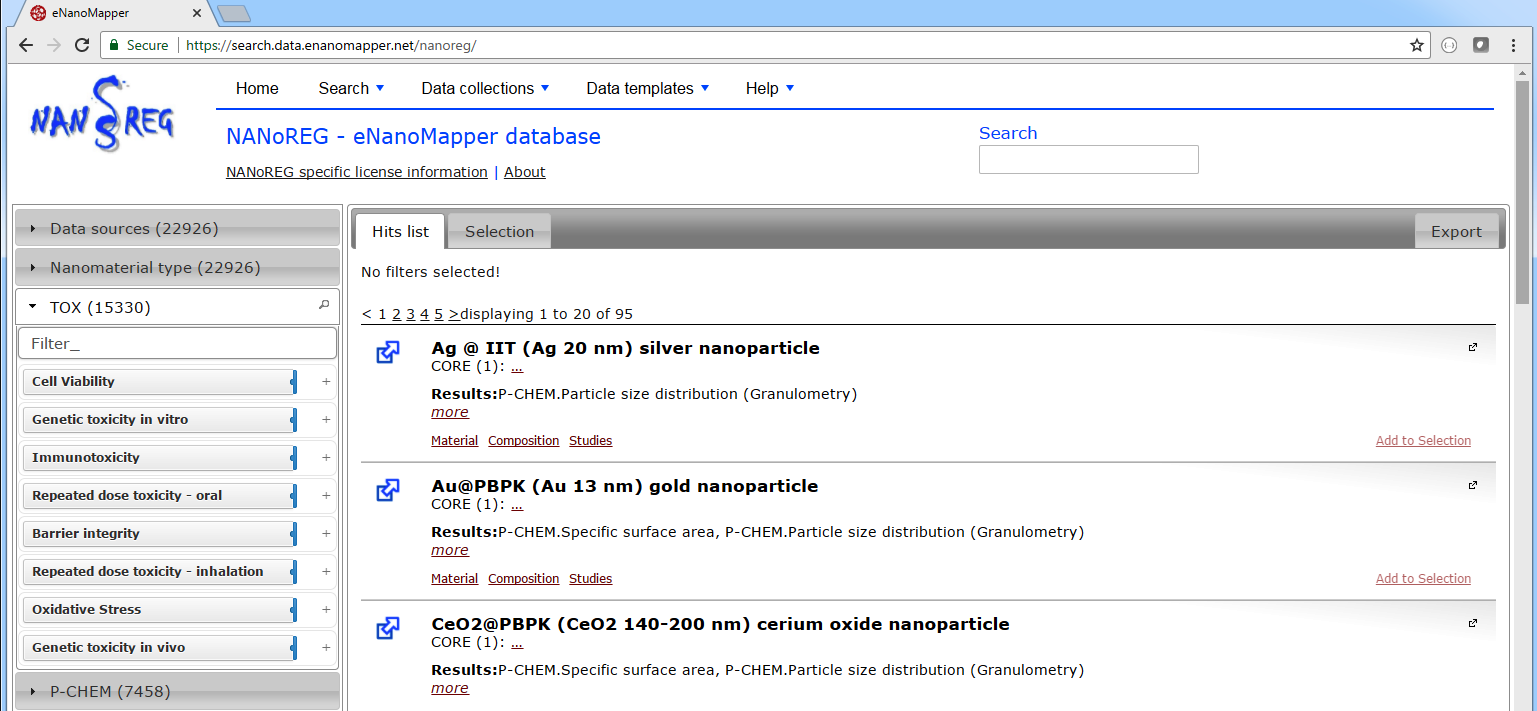 eNanoMapper
Secure https://search.data.enanomapper.net/nanoreg/
NANOREG
Home Search Data collections Data templates Help
NANoREG - eNanoMapper database
Search
NANoREG specific license information | About
Data sources (22926)
Nanomaterial type (22926)
TOX (15330)
Filter_
Cell Viability +
Genetic toxicity in vitro +
Immunotoxicity +
Repeated dose toxicity - oral +
Barrier integrity +
Repeated dose toxicity - inhalation +
Oxidative Stress +
Genetic toxicity in vivo +
P-CHEM (7458)
Hits list Selection Export
No filters selected!
< 1 2 3 4 5 >displaying 1 to 20 of 95
Ag @ IIT (Ag 20 nm) silver nanoparticle
CORE (1): ...
Results:P-CHEM.Particle size distribution (Granulometry)
more
Material Composition Studies Add to Selection
Au@PBPK (Au 13 nm) gold nanoparticle
CORE (1): ...
Results:P-CHEM.Specific surface area, P-CHEM.Particle size distribution (Granulometry)
more
Material Composition Studies Add to Selection
CeO2@PBPK (CeO2 140-200 nm) cerium oxide nanoparticle
CORE (1): ...
Results:P-CHEM.Specific surface area, P-CHEM.Particle size distribution (Granulometry)
more